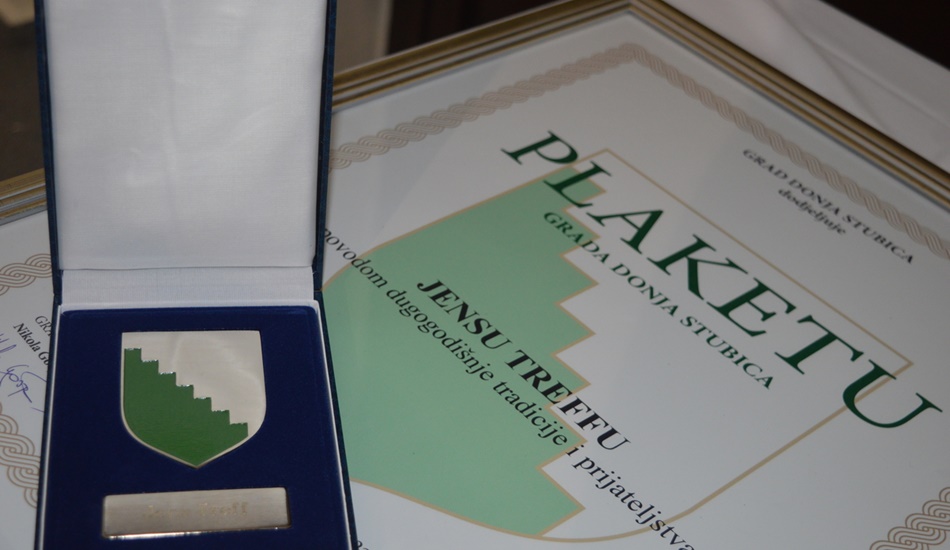 GRAD DONJA STUBICA
dodjeljuje
PLAKETU
GRADA DONJA STUBICA
JENSU TREFFU
povodom dugogodišnje tradicije i prijateljstva
Nikola